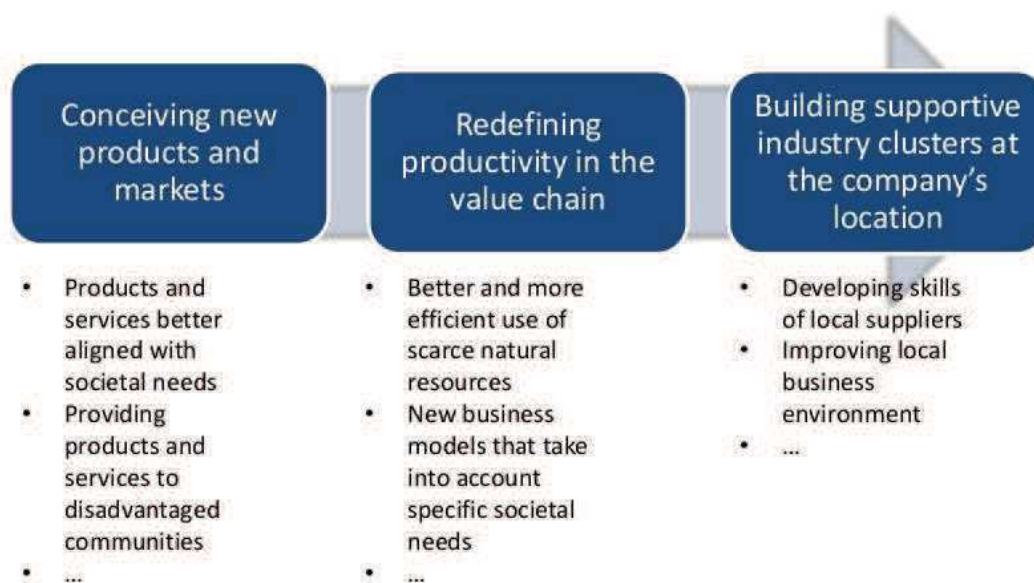 Conceiving new
products and
markets
• Products and
services better
aligned with
societal needs
• Providing
products and
services to
disadvantaged
communities
• ...
Redefining
productivity in the
value chain
• Better and more
efficient use of
scarce natural
resources
• New business
models that take
into account
specific societal
needs
• ...
Building supportive
industry clusters at
the company's
location
• Developing skills
of local suppliers
• Improving local
business
environment
• ...